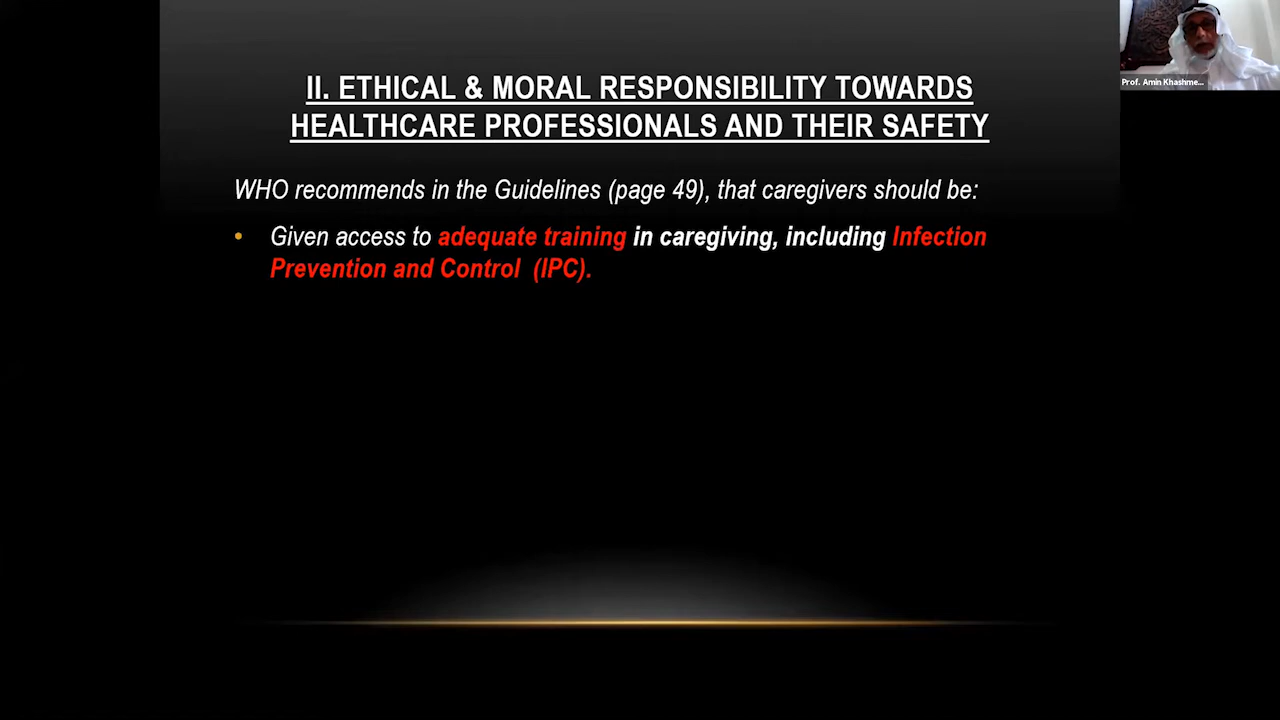 II. ETHICAL & MORAL RESPONSIBILITY TOWARDS
HEALTHCARE PROFESSIONALS AND THEIR SAFETY
WHO recommends in the Guidelines (page 49), that caregivers should be:
• Given access to adequate training in caregiving, including Infection
Prevention and Control (IPC).
Prof. Amin Khashme...